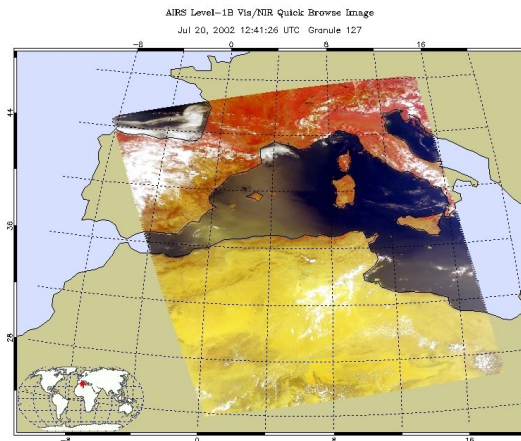 AIRS Level-1B Vis/NIR Quick Browse Image
Jul 20, 2002 12:41:26 UTC Granule 127
-8 0 8 16
44
36
28
-8 0 8 16